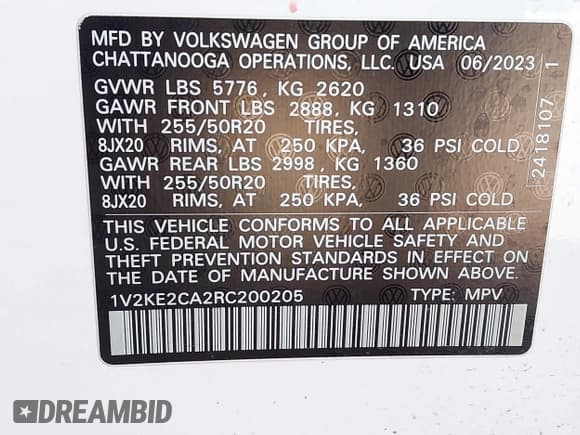 MFD BY VOLKSWAGEN GROUP OF AMERICA
CHATTANOOGA OPERATIONS, LLC. USA 06/2023
GVWR LBS 5776, KG 2620
GAWR FRONT LBS 2888, KG 1310
WITH 255/50R20 TIRES,
8JX20 RIMS, AT 250 KPA, 36 PSI COLD
GAWR REAR LBS 2998, KG 1360
WITH 255/50R20 TIRES,
8JX20 RIMS, AT 250 KPA, 36 PSI COLD
THIS VEHICLE CONFORMS TO ALL APPLICABLE
U.S. FEDERAL MOTOR VEHICLE SAFETY AND
THEFT PREVENTION STANDARDS IN EFFECT ON
THE DATE OF MANUFACTURE SHOWN ABOVE.
1V2KE2CA2RC200205 TYPE: MPV
2418107 1
DREAMBID